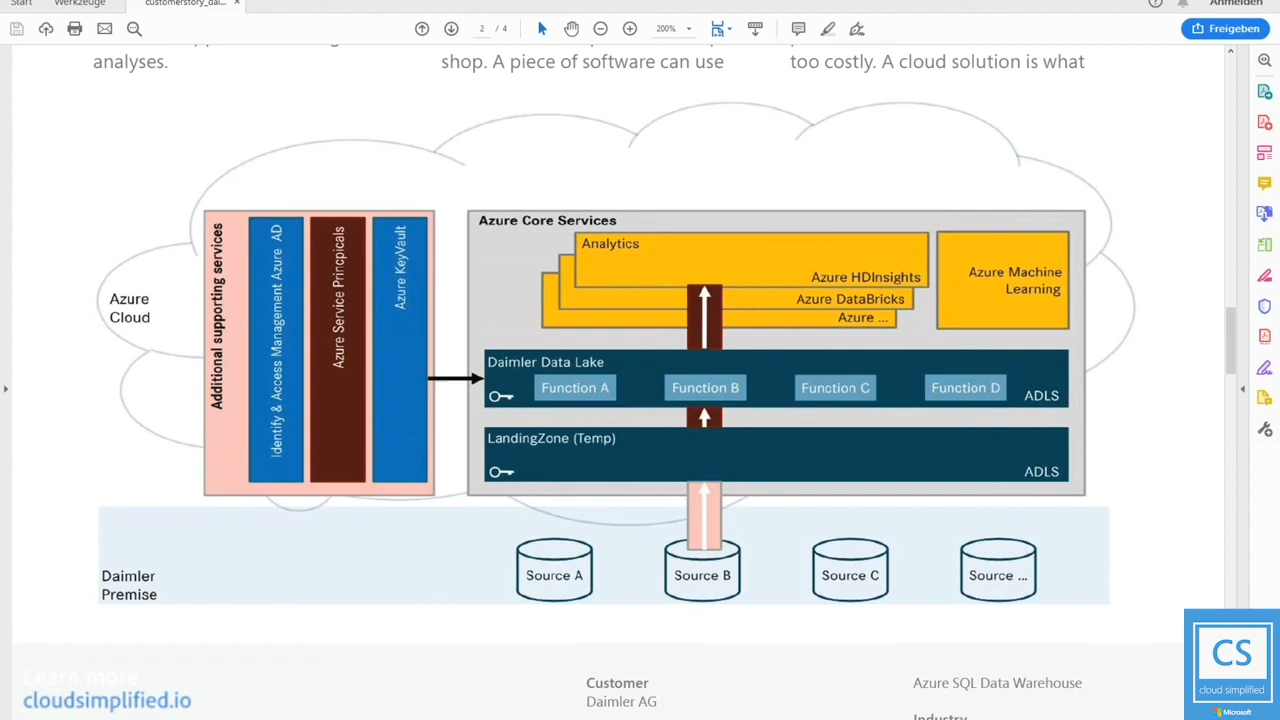 Start
Werkzeuge
customerstory_dai...
×
Anmelden
2 / 4
200%
Freigeben
analyses.
shop. A piece of software can use
too costly. A cloud solution is what
Azure
Cloud
Additional supporting services
Identify & Access Management Azure AD
Azure Service Princpicals
Azure KeyVault
Azure Core Services
Analytics
Azure HDInsights
Azure DataBricks
Azure ...
Azure Machine
Learning
Daimler Data Lake
Function A
Function B
Function C
Function D
ADLS
LandingZone (Temp)
ADLS
Daimler
Premise
Source A
Source B
Source C
Source ...
Learn more
cloudsimplified.io
Customer
Daimler AG
Azure SQL Data Warehouse
Industry
CS
cloud simplified
Microsoft